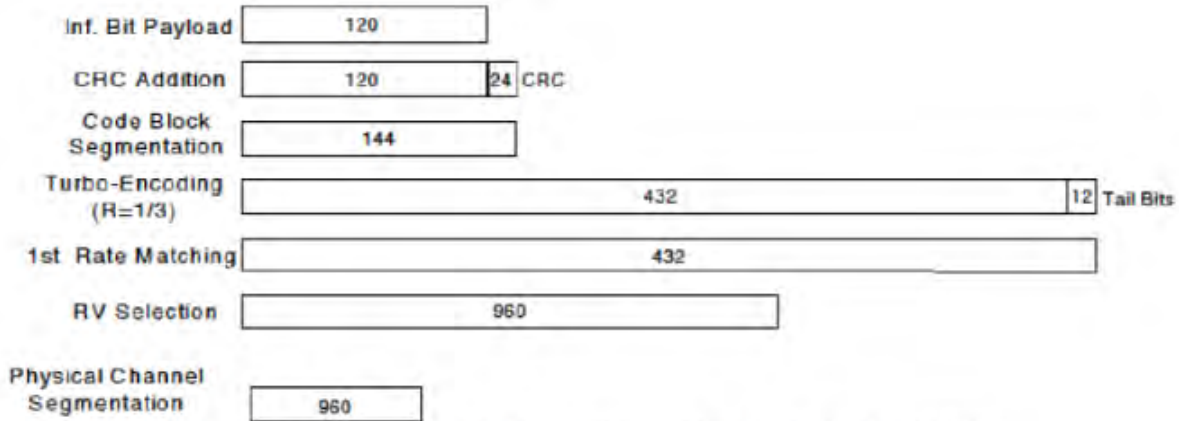 Inf. Bit Payload 120
CRC Addition 120 24 CRC
Code Block
Segmentation 144
Turbo-Encoding
(R=1/3) 432 12 Tail Bits
1st Rate Matching 432
RV Selection 960
Physical Channel
Segmentation 960